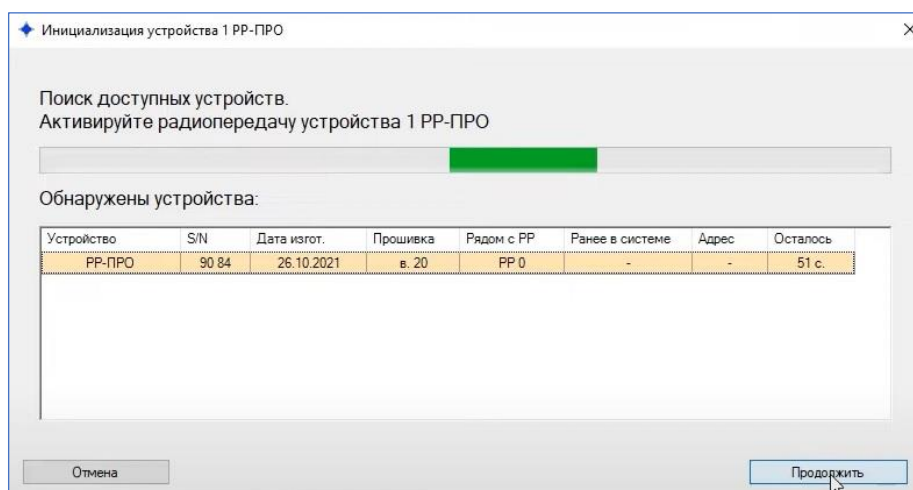 Инициализация устройства 1 РР-ПРО
Поиск доступных устройств.
Активируйте радиопередачу устройства 1 РР-ПРО
Обнаружены устройства:
Устройство S/N Дата изгот. Прошивка Рядом с РР Ранее в системе Адрес Осталось
РР-ПРО 90 84 26.10.2021 в. 20 РР 0 - - 51 с.
Отмена Продолжить